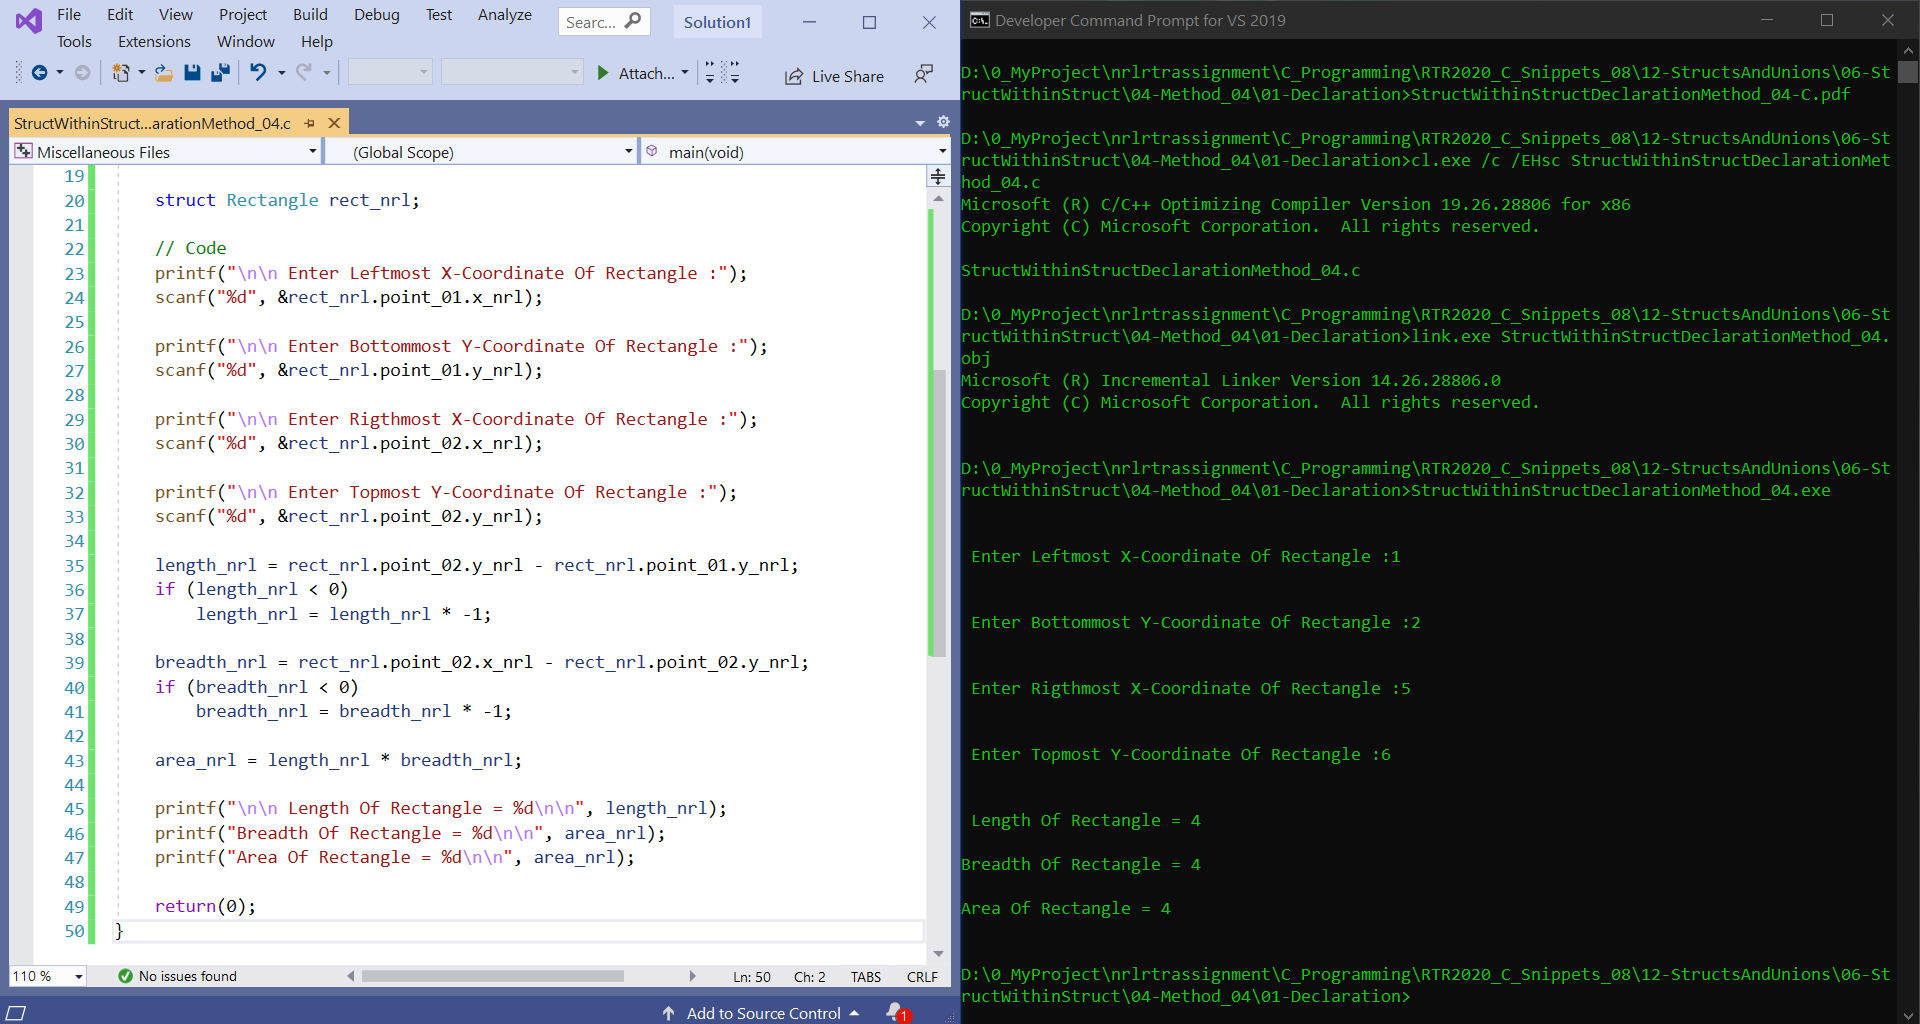 File Edit View Project Build Debug Test Analyze Searc... Solution1
Tools Extensions Window Help
Attach... Live Share
StructWithinStruct...arationMethod_04.c
Miscellaneous Files (Global Scope) main(void)
19
20 struct Rectangle rect_nrl;
21
22 // Code
23 printf("\n\n Enter Leftmost X-Coordinate Of Rectangle :");
24 scanf("%d", &rect_nrl.point_01.x_nrl);
25
26 printf("\n\n Enter Bottommost Y-Coordinate Of Rectangle :");
27 scanf("%d", &rect_nrl.point_01.y_nrl);
28
29 printf("\n\n Enter Rigthmost X-Coordinate Of Rectangle :");
30 scanf("%d", &rect_nrl.point_02.x_nrl);
31
32 printf("\n\n Enter Topmost Y-Coordinate Of Rectangle :");
33 scanf("%d", &rect_nrl.point_02.y_nrl);
34
35 length_nrl = rect_nrl.point_02.y_nrl - rect_nrl.point_01.y_nrl;
36 if (length_nrl < 0)
37 length_nrl = length_nrl * -1;
38
39 breadth_nrl = rect_nrl.point_02.x_nrl - rect_nrl.point_02.y_nrl;
40 if (breadth_nrl < 0)
41 breadth_nrl = breadth_nrl * -1;
42
43 area_nrl = length_nrl * breadth_nrl;
44
45 printf("\n\n Length Of Rectangle = %d\n\n", length_nrl);
46 printf("Breadth Of Rectangle = %d\n\n", area_nrl);
47 printf("Area Of Rectangle = %d\n\n", area_nrl);
48
49 return(0);
50 }
110 % No issues found Ln: 50 Ch: 2 TABS CRLF
Add to Source Control 1
C:\. Developer Command Prompt for VS 2019
D:\0_MyProject\nrlrtrassignment\C_Programming\RTR2020_C_Snippets_08\12-StructsAndUnions\06-St
ructWithinStruct\04-Method_04\01-Declaration>StructWithinStructDeclarationMethod_04-C.pdf
D:\0_MyProject\nrlrtrassignment\C_Programming\RTR2020_C_Snippets_08\12-StructsAndUnions\06-St
ructWithinStruct\04-Method_04\01-Declaration>cl.exe /c /EHsc StructWithinStructDeclarationMet
hod_04.c
Microsoft (R) C/C++ Optimizing Compiler Version 19.26.28806 for x86
Copyright (C) Microsoft Corporation.  All rights reserved.
StructWithinStructDeclarationMethod_04.c
D:\0_MyProject\nrlrtrassignment\C_Programming\RTR2020_C_Snippets_08\12-StructsAndUnions\06-St
ructWithinStruct\04-Method_04\01-Declaration>link.exe StructWithinStructDeclarationMethod_04.
obj
Microsoft (R) Incremental Linker Version 14.26.28806.0
Copyright (C) Microsoft Corporation.  All rights reserved.
D:\0_MyProject\nrlrtrassignment\C_Programming\RTR2020_C_Snippets_08\12-StructsAndUnions\06-St
ructWithinStruct\04-Method_04\01-Declaration>StructWithinStructDeclarationMethod_04.exe
Enter Leftmost X-Coordinate Of Rectangle :1
Enter Bottommost Y-Coordinate Of Rectangle :2
Enter Rigthmost X-Coordinate Of Rectangle :5
Enter Topmost Y-Coordinate Of Rectangle :6
Length Of Rectangle = 4
Breadth Of Rectangle = 4
Area Of Rectangle = 4
D:\0_MyProject\nrlrtrassignment\C_Programming\RTR2020_C_Snippets_08\12-StructsAndUnions\06-St
ructWithinStruct\04-Method_04\01-Declaration>